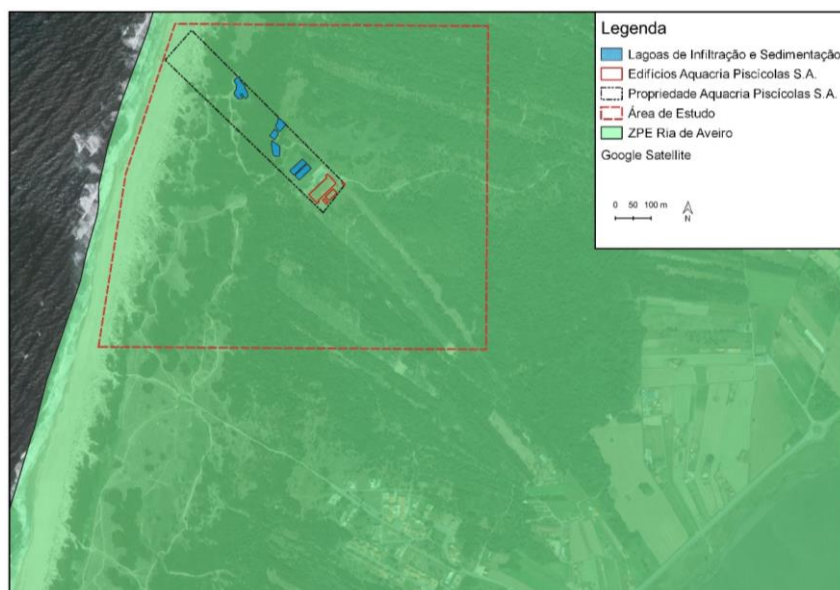 Legenda
Lagoas de Infiltração e Sedimentação
Edifícios Aquacria Piscícolas S.A.
Propriedade Aquacria Piscícolas S.A.
Área de Estudo
ZPE Ria de Aveiro
Google Satellite
0 50 100 m
N